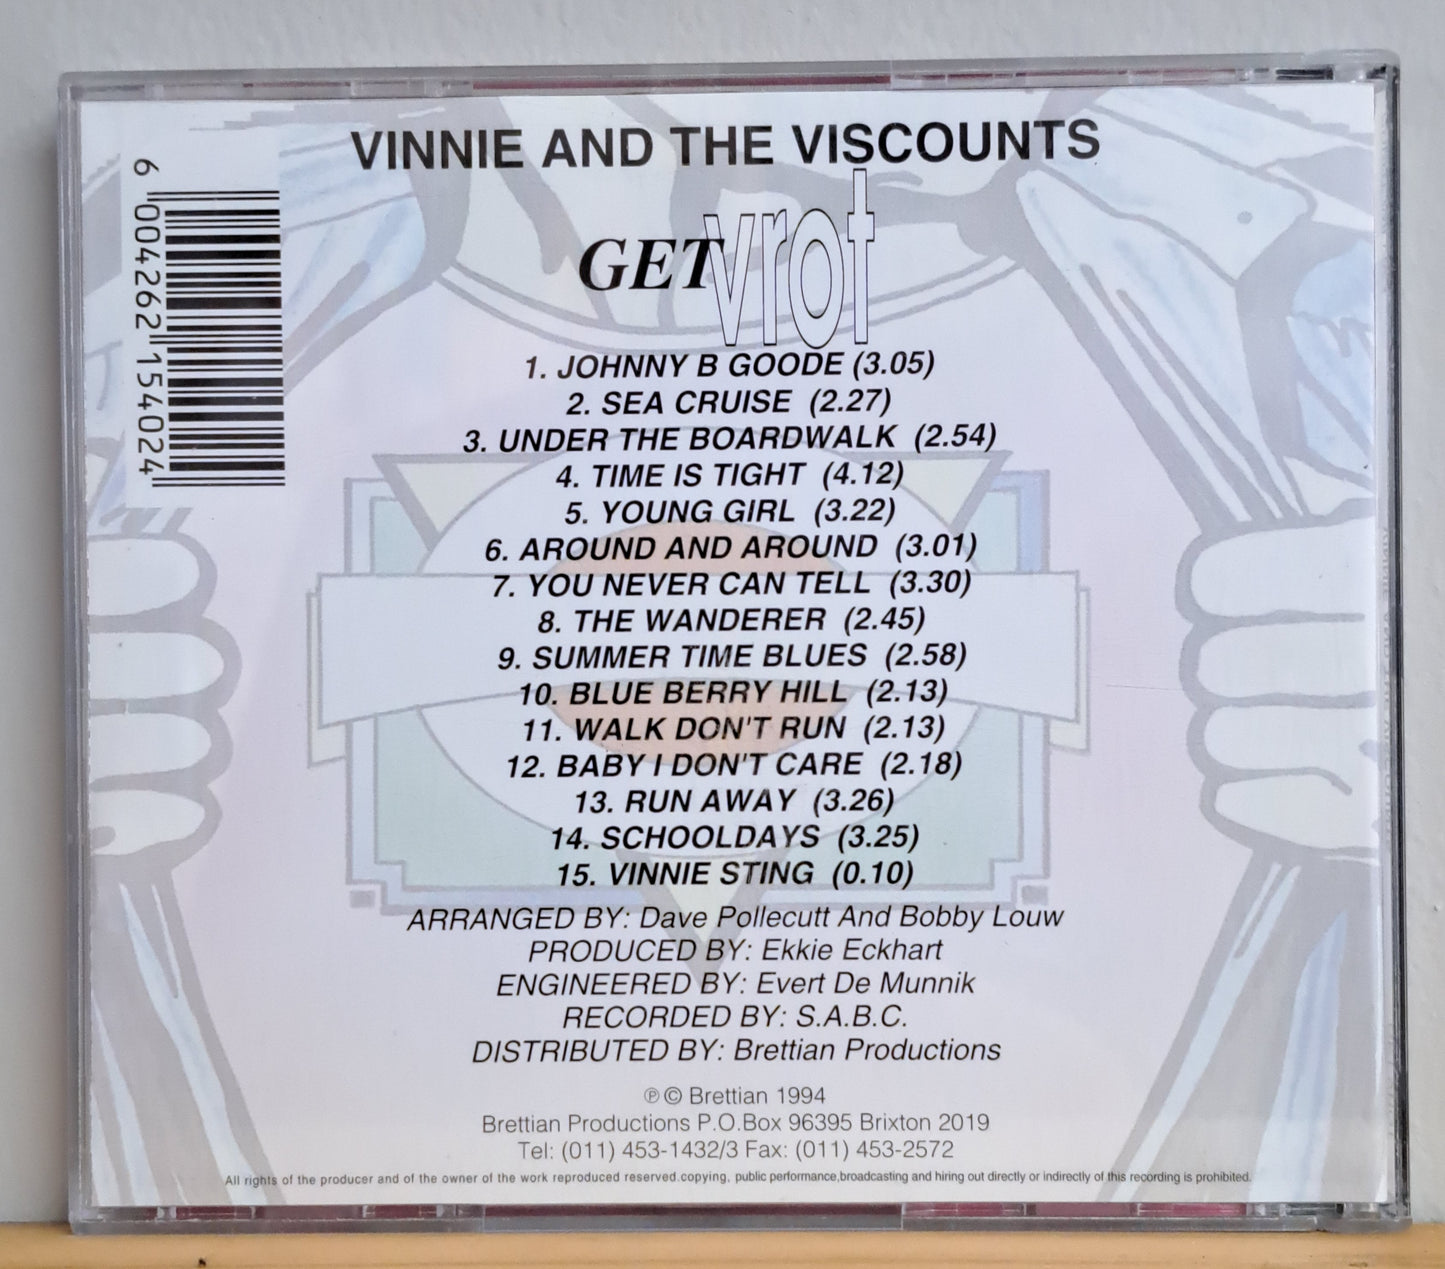 VINNIE AND THE VISCOUNTS
GET vrot
6 004262 154024
1. JOHNNY B GOODE (3.05)
2. SEA CRUISE (2.27)
3. UNDER THE BOARDWALK (2.54)
4. TIME IS TIGHT (4.12)
5. YOUNG GIRL (3.22)
6. AROUND AND AROUND (3.01)
7. YOU NEVER CAN TELL (3.30)
8. THE WANDERER (2.45)
9. SUMMER TIME BLUES (2.58)
10. BLUE BERRY HILL (2.13)
11. WALK DON'T RUN (2.13)
12. BABY I DON'T CARE (2.18)
13. RUN AWAY (3.26)
14. SCHOOLDAYS (3.25)
15. VINNIE STING (0.10)
ARRANGED BY: Dave Pollecutt And Bobby Louw
PRODUCED BY: Ekkie Eckhart
ENGINEERED BY: Evert De Munnik
RECORDED BY: S.A.B.C.
DISTRIBUTED BY: Brettian Productions
℗ © Brettian 1994
Brettian Productions P.O.Box 96395 Brixton 2019
Tel: (011) 453-1432/3 Fax: (011) 453-2572
All rights of the producer and of the owner of the work reproduced reserved.copying, public performance,broadcasting and hiring out directly or indirectly of this recording is prohibited.